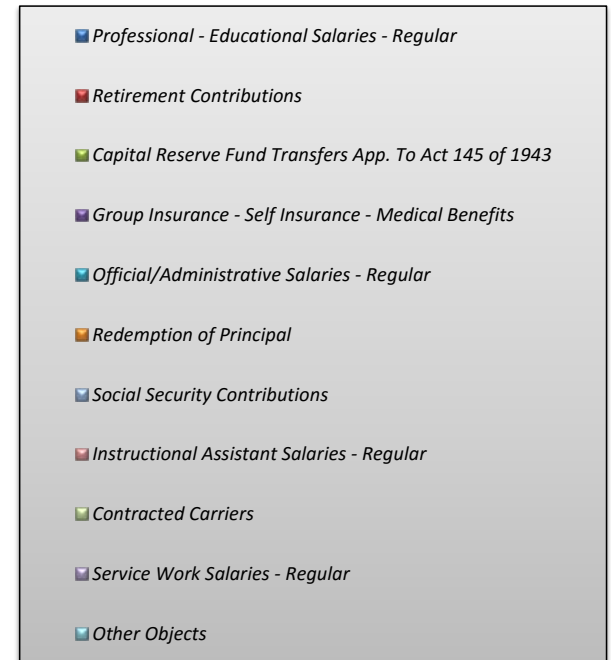 Professional - Educational Salaries - Regular
Retirement Contributions
Capital Reserve Fund Transfers App. To Act 145 of 1943
Group Insurance - Self Insurance - Medical Benefits
Official/Administrative Salaries - Regular
Redemption of Principal
Social Security Contributions
Instructional Assistant Salaries - Regular
Contracted Carriers
Service Work Salaries - Regular
Other Objects